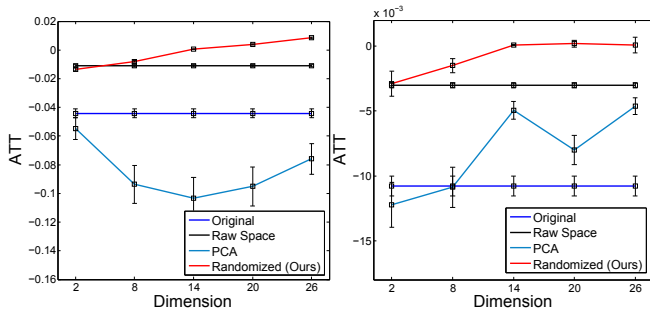 0.02
0
−0.02
−0.04
−0.06
−0.08
−0.1
−0.12
−0.14
−0.16
ATT
2 8 14 20 26
Dimension
Original
Raw Space
PCA
Randomized (Ours)
x 10⁻³
0
−5
−10
−15
ATT
2 8 14 20 26
Dimension
Original
Raw Space
PCA
Randomized (Ours)